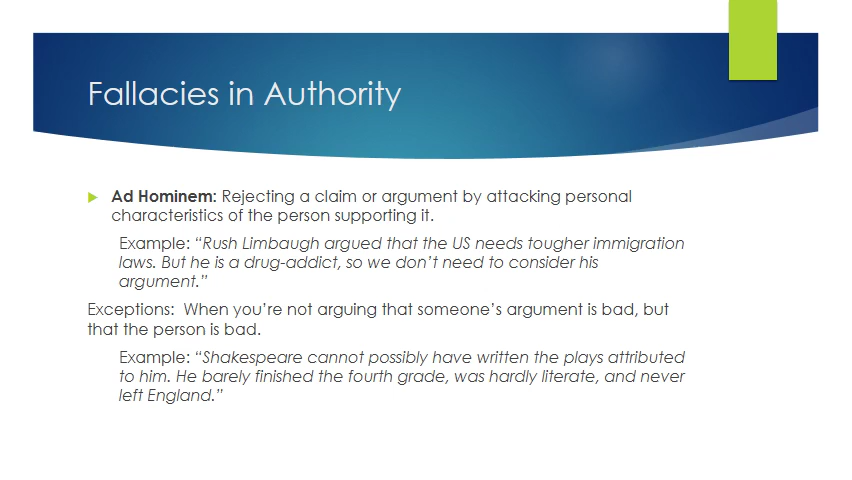 Fallacies in Authority
Ad Hominem: Rejecting a claim or argument by attacking personal
characteristics of the person supporting it.
Example: “Rush Limbaugh argued that the US needs tougher immigration
laws. But he is a drug-addict, so we don’t need to consider his
argument.”
Exceptions:  When you’re not arguing that someone’s argument is bad, but
that the person is bad.
Example: “Shakespeare cannot possibly have written the plays attributed
to him. He barely finished the fourth grade, was hardly literate, and never
left England.”